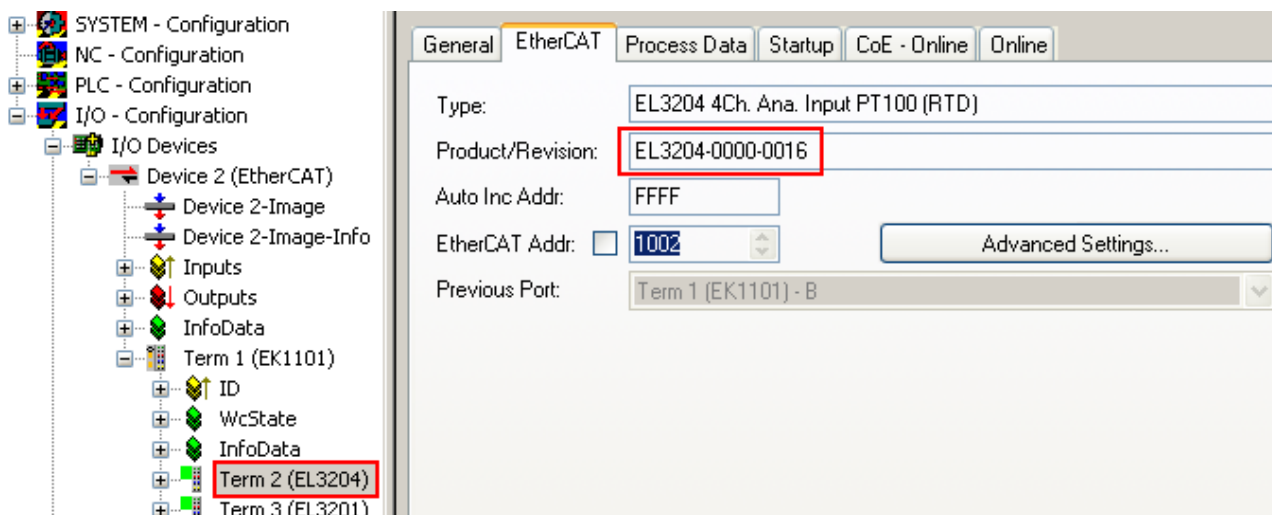 SYSTEM - Configuration
NC - Configuration
PLC - Configuration
I/O - Configuration
I/O Devices
Device 2 (EtherCAT)
Device 2-Image
Device 2-Image-Info
Inputs
Outputs
InfoData
Term 1 (EK1101)
ID
WcState
InfoData
Term 2 (EL3204)
Term 3 (EL3201)
General EtherCAT Process Data Startup CoE - Online Online
Type: EL3204 4Ch. Ana. Input PT100 (RTD)
Product/Revision: EL3204-0000-0016
Auto Inc Addr: FFFF
EtherCAT Addr: 1002 Advanced Settings...
Previous Port: Term 1 (EK1101) - B